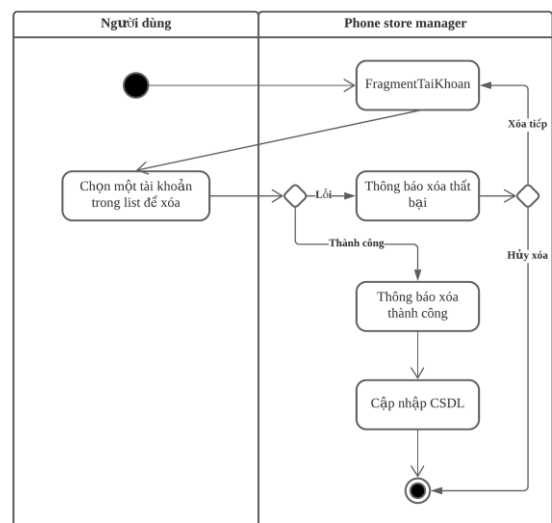 Người dùng
Phone store manager
FragmentTaiKhoan
Xóa tiếp
Chọn một tài khoản
trong list để xóa
Lỗi
Thông báo xóa thất
bại
Thành công
Hủy xóa
Thông báo xóa
thành công
Cập nhập CSDL